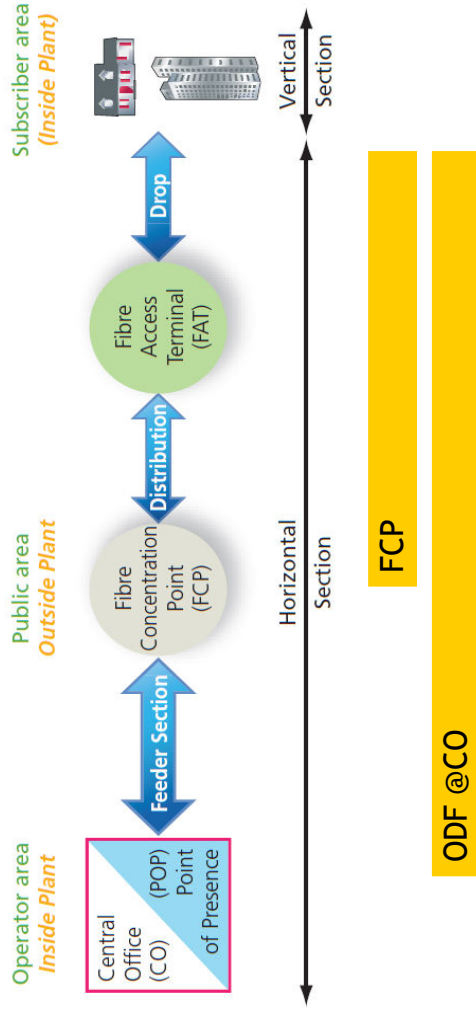 Operator area
Inside Plant
Public area
Outside Plant
Subscriber area
(Inside Plant)
Central
Office
(CO)
(POP)
Point
of Presence
Feeder Section
Fibre
Concentration
Point
(FCP)
Distribution
Fibre
Access
Terminal
(FAT)
Drop
Horizontal
Section
Vertical
Section
FCP
ODF @CO